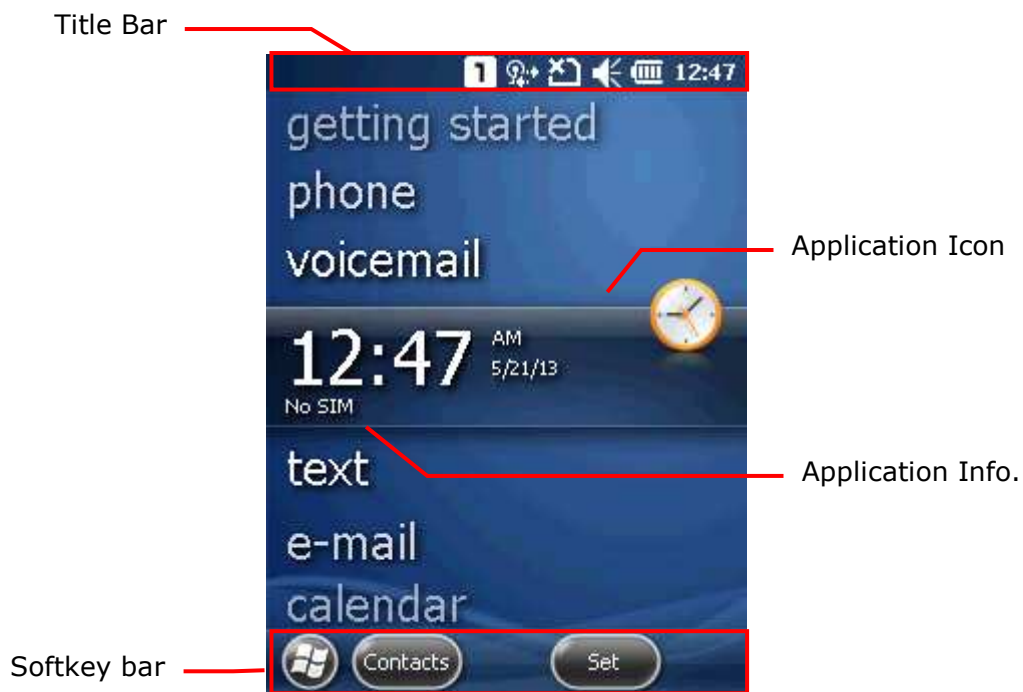 Title Bar
1 12:47
getting started
phone
voicemail
Application Icon
12:47 AM
5/21/13
No SIM
text
Application Info.
e-mail
calendar
Softkey bar
Contacts Set